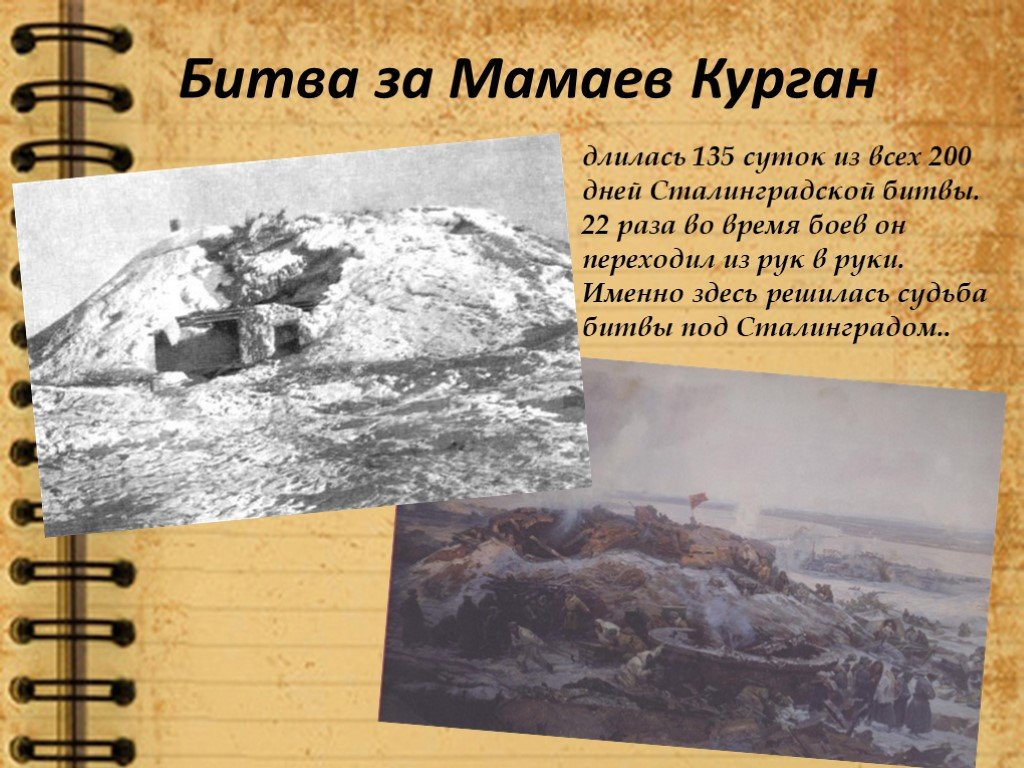 Битва за Мамаев Курган
длилась 135 суток из всех 200
дней Сталинградской битвы.
22 раза во время боев он
переходил из рук в руки.
Именно здесь решилась судьба
битвы под Сталинградом..